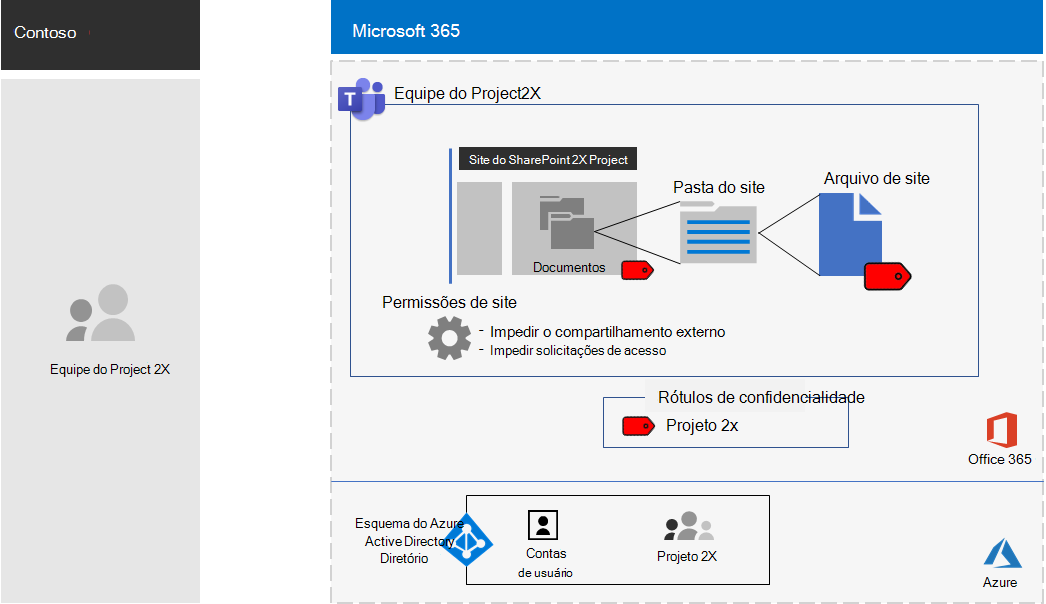 Contoso
Microsoft 365
Equipe do Project2X
T
Site do SharePoint 2X Project
Pasta do site
Arquivo de site
Documentos
Permissões de site
- Impedir o compartilhamento externo
- Impedir solicitações de acesso
Equipe do Project 2X
Rótulos de confidencialidade
Projeto 2x
Office 365
Esquema do Azure
Active Directory
Diretório
Contas
de usuário
Projeto 2X
Azure